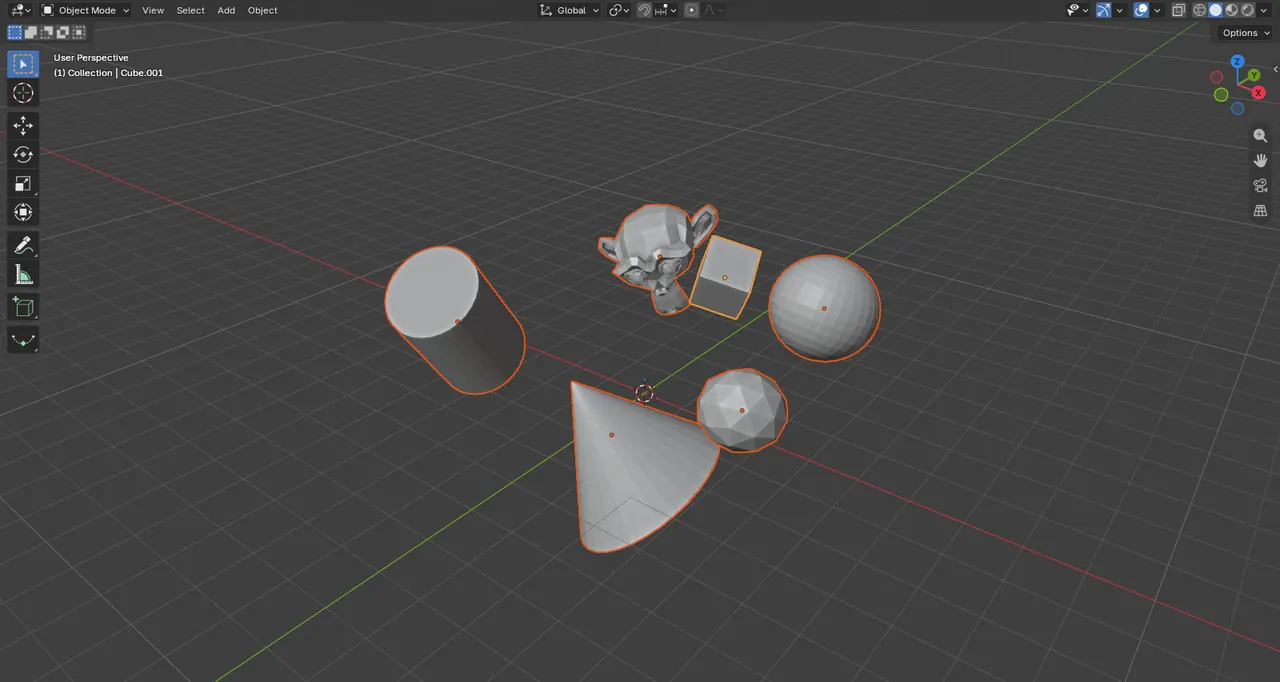 Object Mode View Select Add Object Global
Options
User Perspective
(1) Collection | Cube.001
Z
Y
X